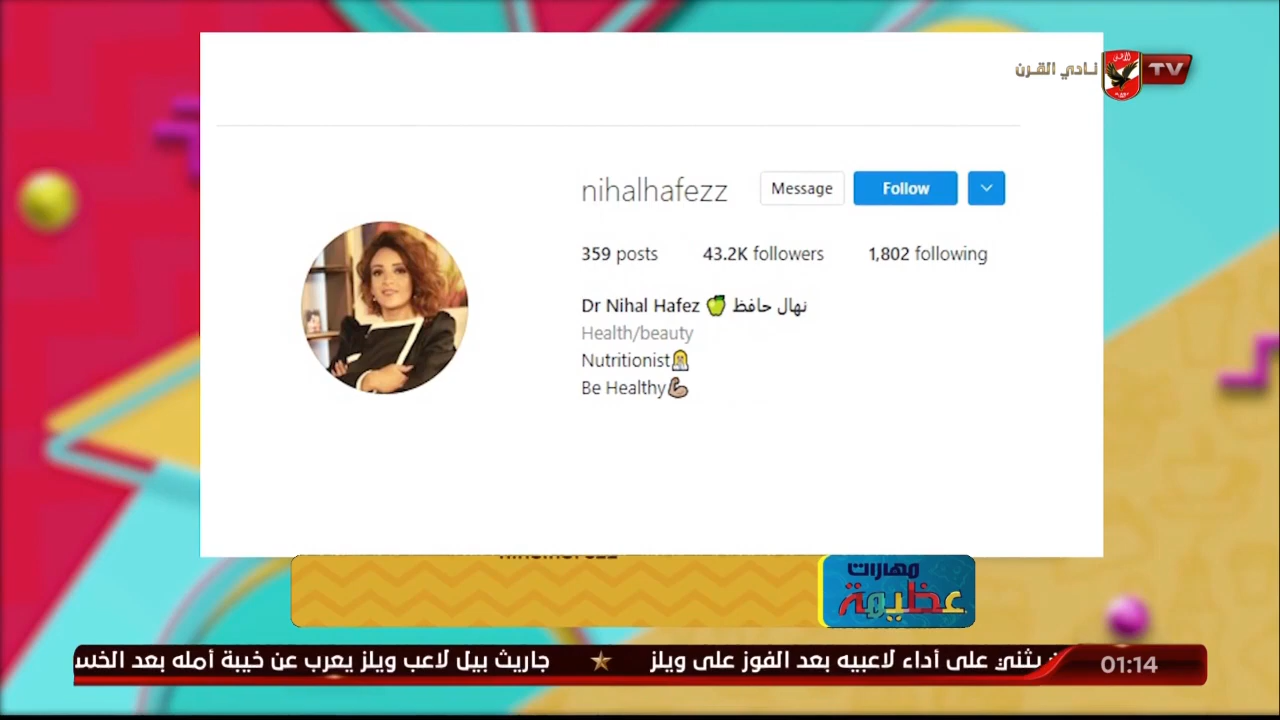 نادي القرن
TV
nihalhafezz
Message
Follow
359 posts
43.2K followers
1,802 following
Dr Nihal Hafez 🍏 نهال حافظ
Health/beauty
Nutritionist👩‍⚕️
Be Healthy💪🏽
مهارات
عظيمة
يثني على أداء لاعبيه بعد الفوز على ويلز ★ جاريث بيل لاعب ويلز يعرب عن خيبة أمله بعد
01:14